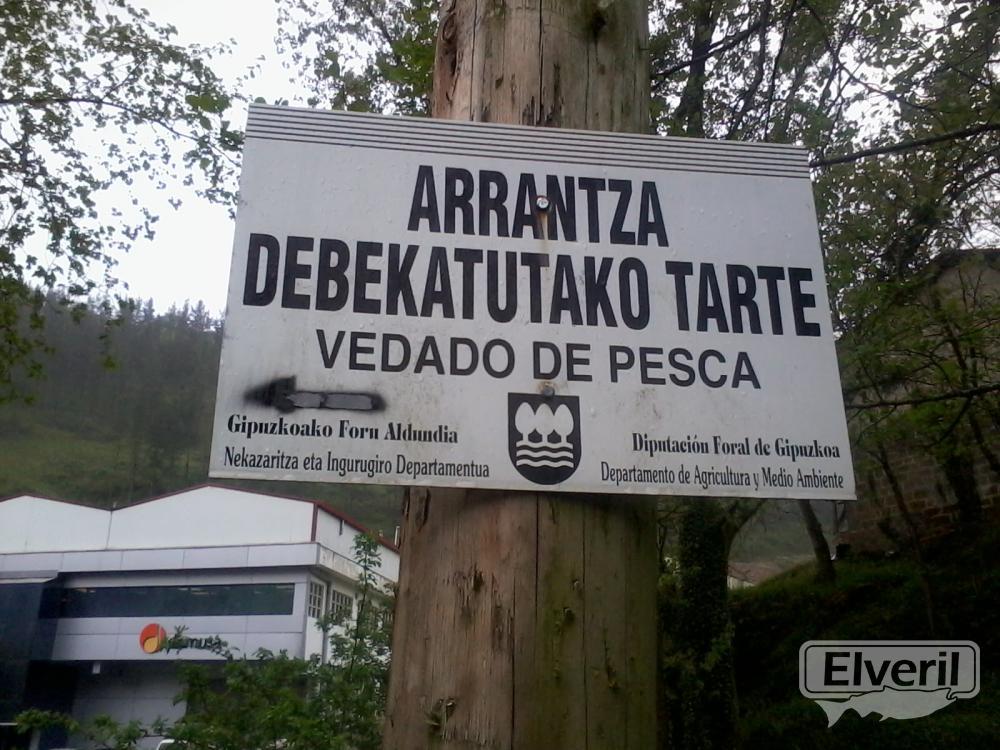 ARRANTZA
DEBEKATUTAKO TARTE
VEDADO DE PESCA
Gipuzkoako Foru Aldundia
Nekazaritza eta Ingurugiro Departamentua
Diputación Foral de Gipuzkoa
Departamento de Agricultura y Medio Ambiente
Elveril